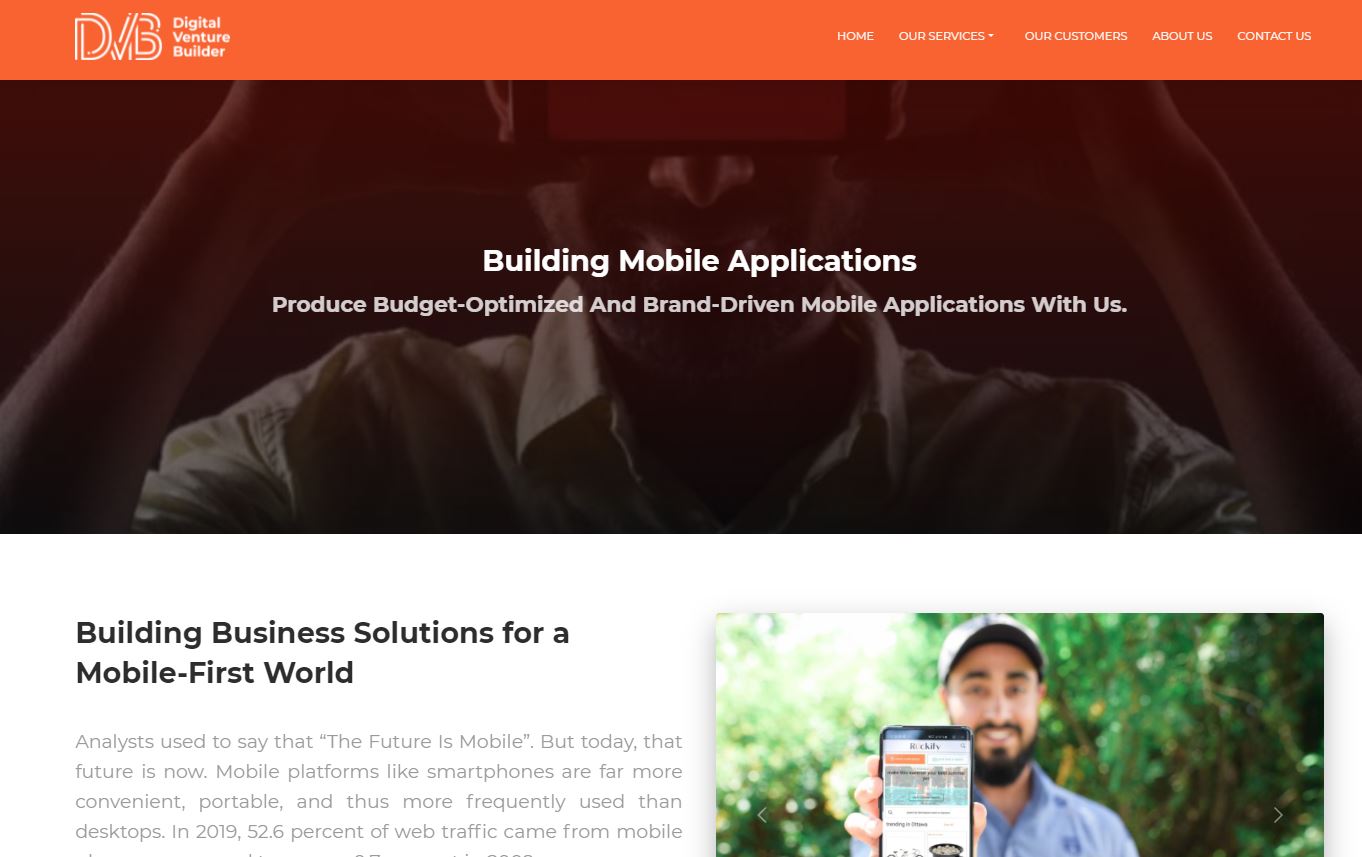 Digital
Venture
Builder
HOME OUR SERVICES OUR CUSTOMERS ABOUT US CONTACT US
Building Mobile Applications
Produce Budget-Optimized And Brand-Driven Mobile Applications With Us.
Building Business Solutions for a
Mobile-First World
Analysts used to say that “The Future Is Mobile”. But today, that
future is now. Mobile platforms like smartphones are far more
convenient, portable, and thus more frequently used than
desktops. In 2019, 52.6 percent of web traffic came from mobile
Ruckify
trending in Ottawa